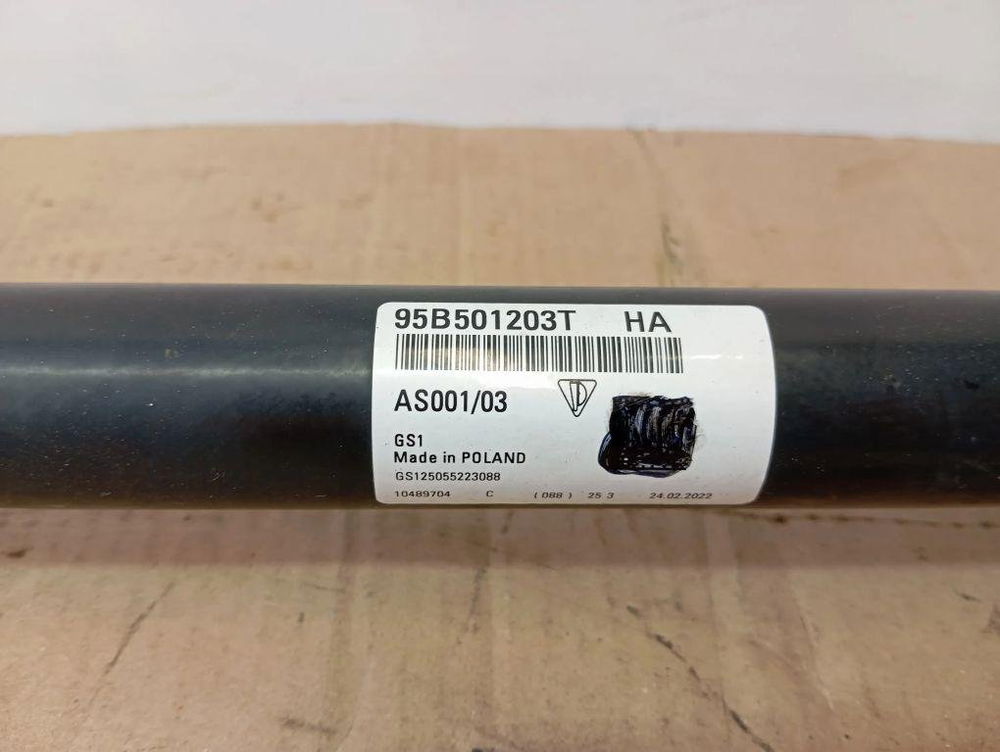 95B501203T HA
AS001/03
GS1
Made in POLAND
GS125055223088
10489704 C (088) 25 3 24.02.2022